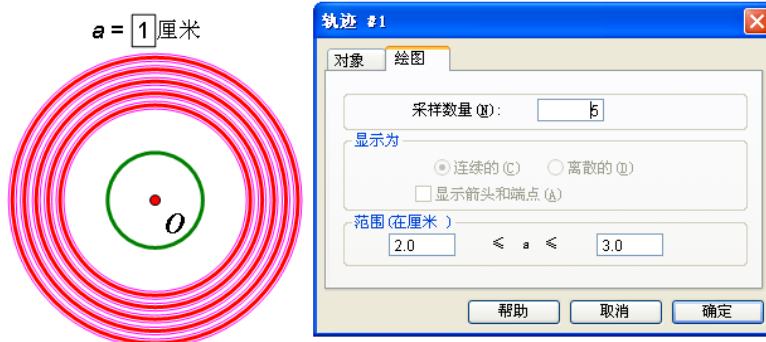 a = 1 厘米
O
轨迹 #1
对象 绘图
采样数量(N): 5
显示为
连续的(C) 离散的(D)
显示箭头和端点(A)
范围(在厘米 )
2.0 ≤ a ≤ 3.0
帮助 取消 确定